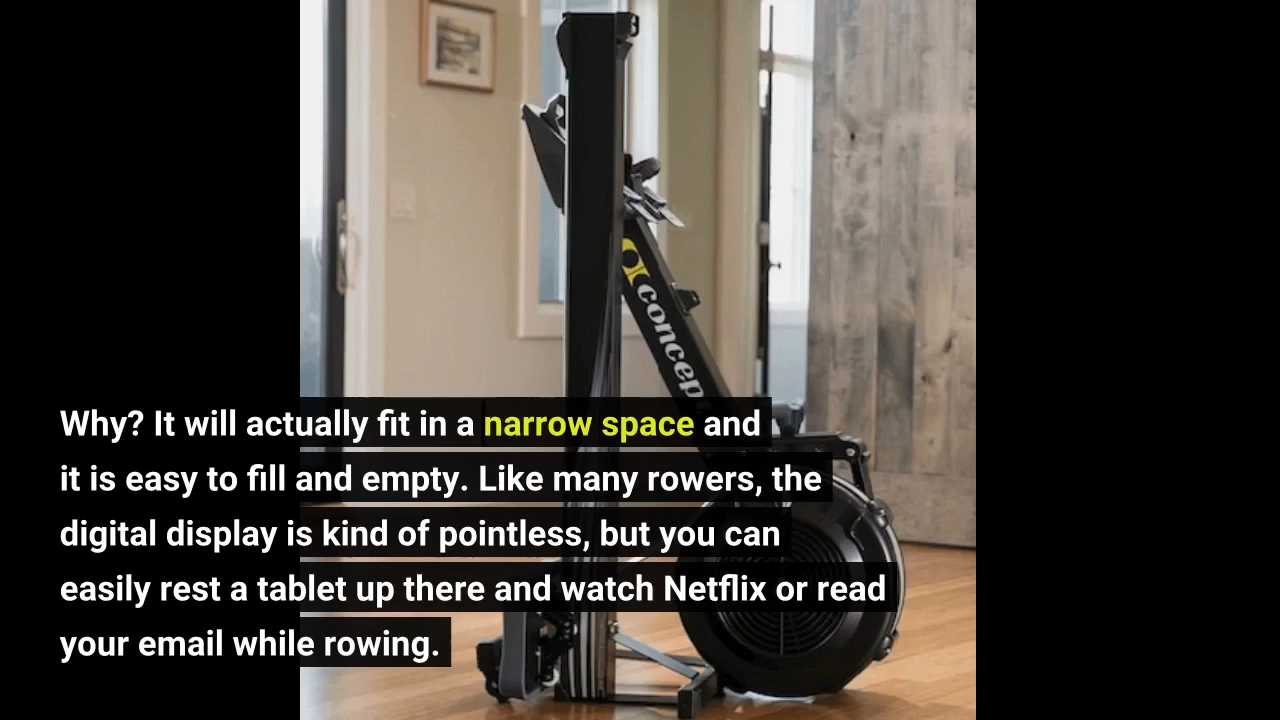 concep
Why? It will actually fit in a narrow space and
it is easy to fill and empty. Like many rowers, the
digital display is kind of pointless, but you can
easily rest a tablet up there and watch Netflix or read
your email while rowing.